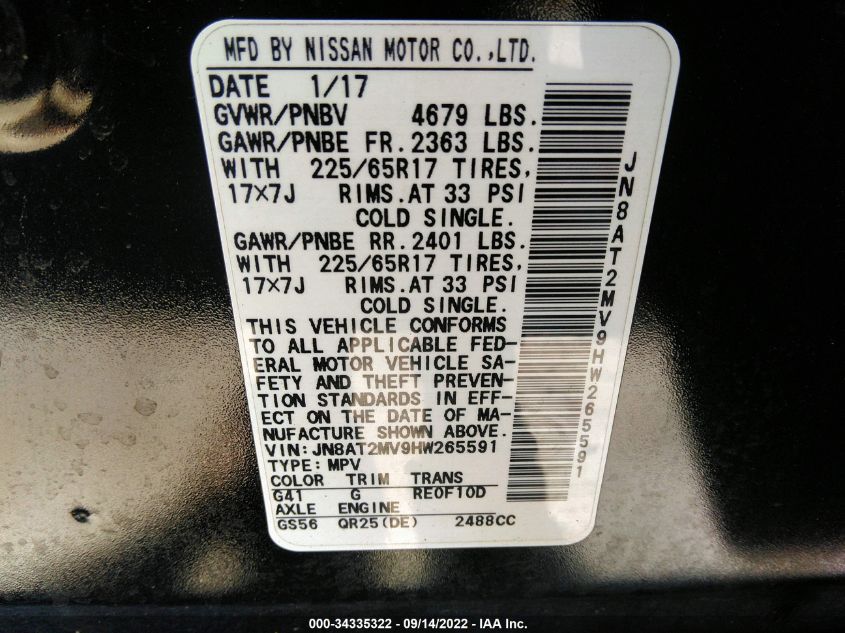 MFD BY NISSAN MOTOR CO.,LTD.
DATE 1/17
GVWR/PNBV 4679 LBS.
GAWR/PNBE FR. 2363 LBS.
WITH 225/65R17 TIRES,
17X7J RIMS. AT 33 PSI
COLD SINGLE.
GAWR/PNBE RR. 2401 LBS.
WITH 225/65R17 TIRES,
17X7J RIMS. AT 33 PSI
COLD SINGLE.
THIS VEHICLE CONFORMS
TO ALL APPLICABLE FED-
ERAL MOTOR VEHICLE SA-
FETY AND THEFT PREVEN-
TION STANDARDS IN EFF-
ECT ON THE DATE OF MA-
NUFACTURE SHOWN ABOVE.
VIN:JN8AT2MV9HW265591
TYPE:MPV
COLOR TRIM TRANS
G41 G RE0F10D
AXLE ENGINE
GS56 QR25(DE) 2488CC
JN8AT2MV9HW265591
000-34335322 - 09/14/2022 - IAA Inc.